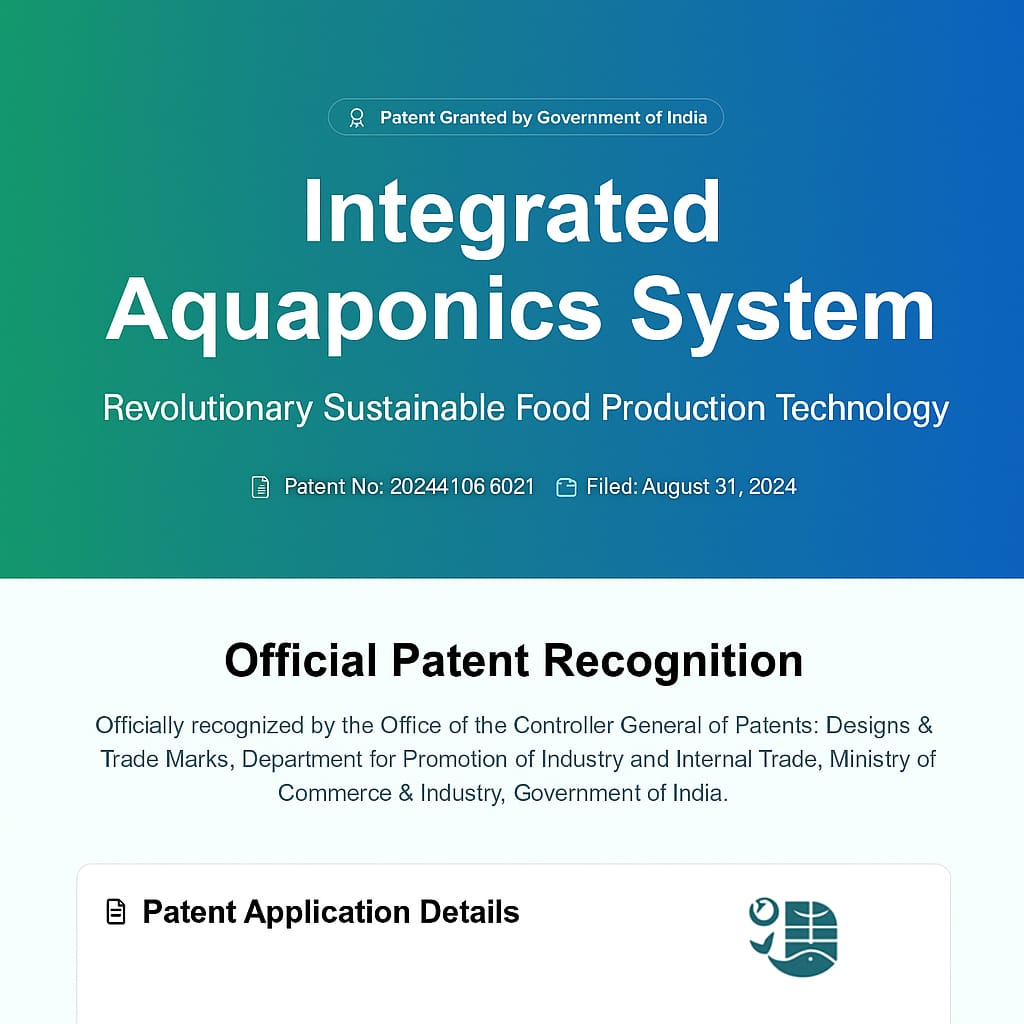 Patent Granted by Government of India
Integrated
Aquaponics System
Revolutionary Sustainable Food Production Technology
Patent No: 20244106 6021 Filed: August 31, 2024
Official Patent Recognition
Officially recognized by the Office of the Controller General of Patents: Designs &
Trade Marks, Department for Promotion of Industry and Internal Trade, Ministry of
Commerce & Industry, Government of India.
Patent Application Details